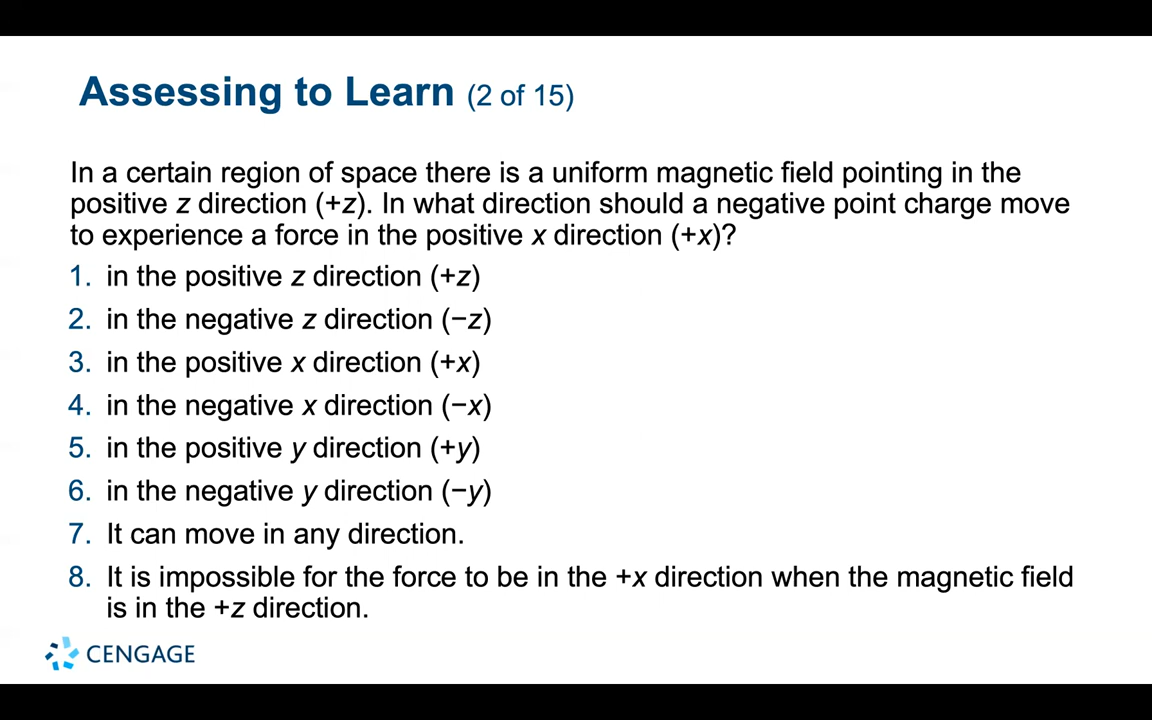 Assessing to Learn (2 of 15)
In a certain region of space there is a uniform magnetic field pointing in the
positive z direction (+z). In what direction should a negative point charge move
to experience a force in the positive x direction (+x)?
1. in the positive z direction (+z)
2. in the negative z direction (−z)
3. in the positive x direction (+x)
4. in the negative x direction (−x)
5. in the positive y direction (+y)
6. in the negative y direction (−y)
7. It can move in any direction.
8. It is impossible for the force to be in the +x direction when the magnetic field
is in the +z direction.
CENGAGE